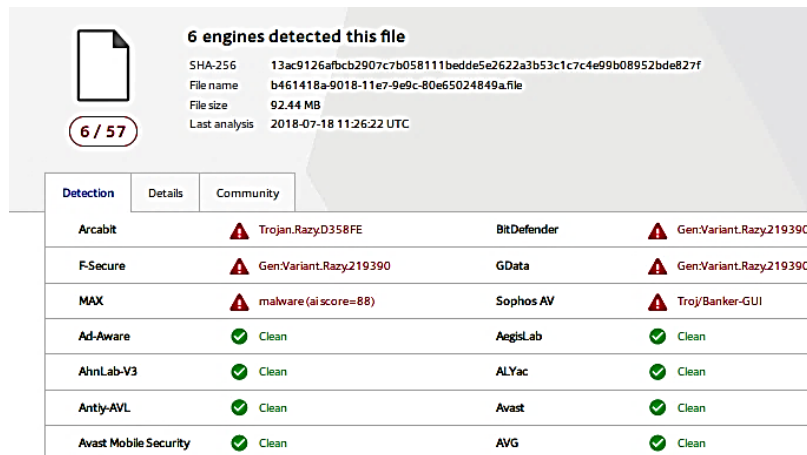 6 engines detected this file
SHA-256 13ac9126afbcb2907c7b058111bedde5e2622a3b53c1c7c4e99b08952bde827f
File name b461418a-9018-11e7-9e9c-80e65024849a.file
File size 92.44 MB
Last analysis 2018-07-18 11:26:22 UTC
6 / 57
Detection Details Community
Arcabit Trojan.Razy.D358FE BitDefender Gen:Variant.Razy.219390
F-Secure Gen:Variant.Razy.219390 GData Gen:Variant.Razy.219390
MAX malware (ai score=88) Sophos AV Troj/Banker-GUI
Ad-Aware Clean AegisLab Clean
AhnLab-V3 Clean ALYac Clean
Antiy-AVL Clean Avast Clean
Avast Mobile Security Clean AVG Clean